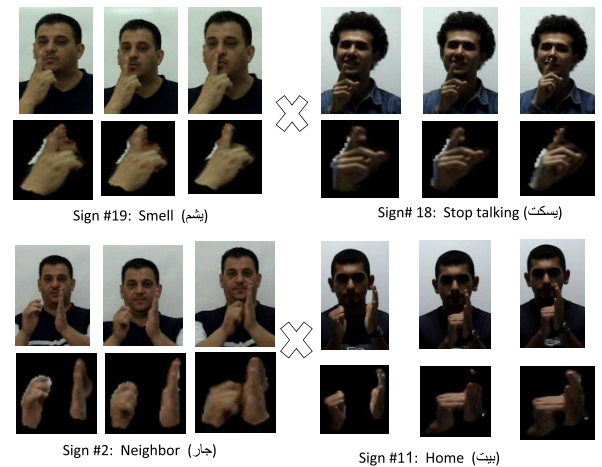 Sign #19:  Smell  (يشم)
Sign# 18:  Stop talking (يسكت)
Sign #2:  Neighbor  (جار)
Sign #11:  Home  (بيت)